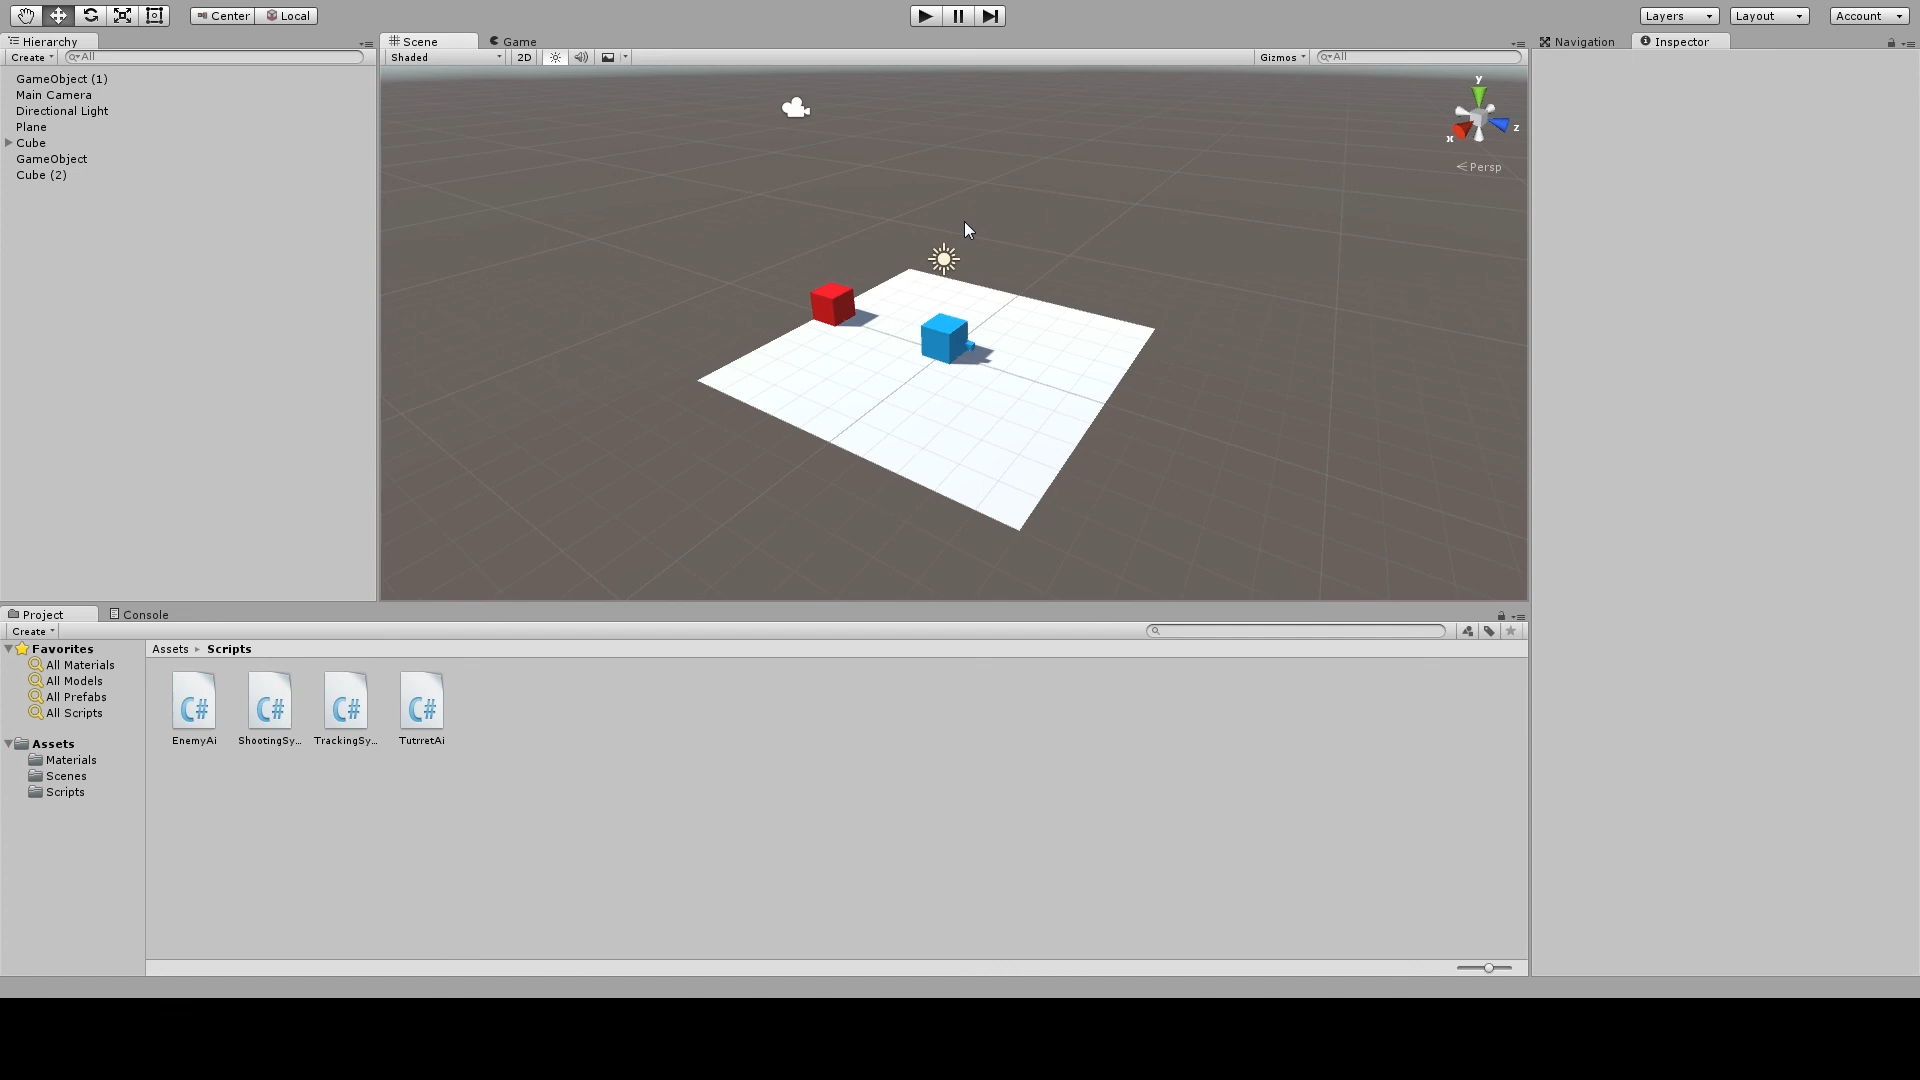 Center Local
Layers Layout Account
Hierarchy
Create All
GameObject (1)
Main Camera
Directional Light
Plane
Cube
GameObject
Cube (2)
Scene Game
Shaded 2D Gizmos All
y
x z
Persp
Navigation Inspector
Project Console
Create
Favorites
All Materials
All Models
All Prefabs
All Scripts
Assets
Materials
Scenes
Scripts
Assets Scripts
C# C# C# C#
EnemyAi ShootingSy... TrackingSy... TutrretAi